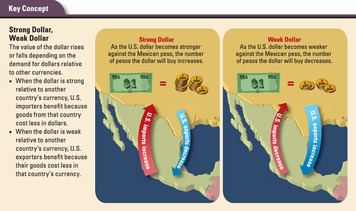 Key Concept
Strong Dollar,
Weak Dollar
The value of the dollar rises
or falls depending on the
demand for dollars relative
to other currencies.
• When the dollar is strong
relative to another
country's currency, U.S.
importers benefit because
goods from that country
cost less in dollars.
• When the dollar is weak
relative to another
country's currency, U.S.
exporters benefit because
their goods cost less in
that country's currency.
Strong Dollar
As the U.S. dollar becomes stronger
against the Mexican peso, the number
of pesos the dollar will buy increases.
$1
=
U.S. imports increase
U.S. exports decrease
Weak Dollar
As the U.S. dollar becomes weaker
against the Mexican peso, the number
of pesos the dollar will buy decreases.
$1
=
U.S. imports decrease
U.S. exports increase